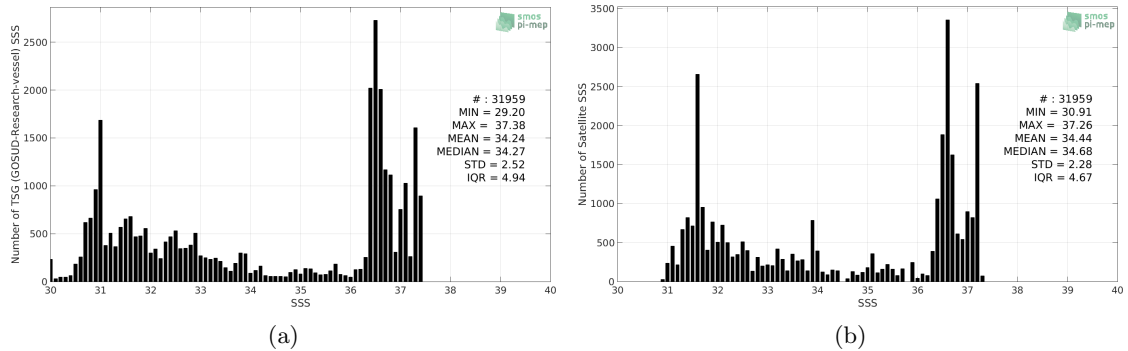 smos
pi-mep
Number of TSG (GOSUD-Research-vessel) SSS
2500
2000
1500
1000
500
0
# : 31959
MIN = 29.20
MAX = 37.38
MEAN = 34.24
MEDIAN = 34.27
STD = 2.52
IQR = 4.94
30 31 32 33 34 35 36 37 38 39 40
SSS
(a)
smos
pi-mep
Number of Satellite SSS
3500
3000
2500
2000
1500
1000
500
0
# : 31959
MIN = 30.91
MAX = 37.26
MEAN = 34.44
MEDIAN = 34.68
STD = 2.28
IQR = 4.67
30 31 32 33 34 35 36 37 38 39 40
SSS
(b)